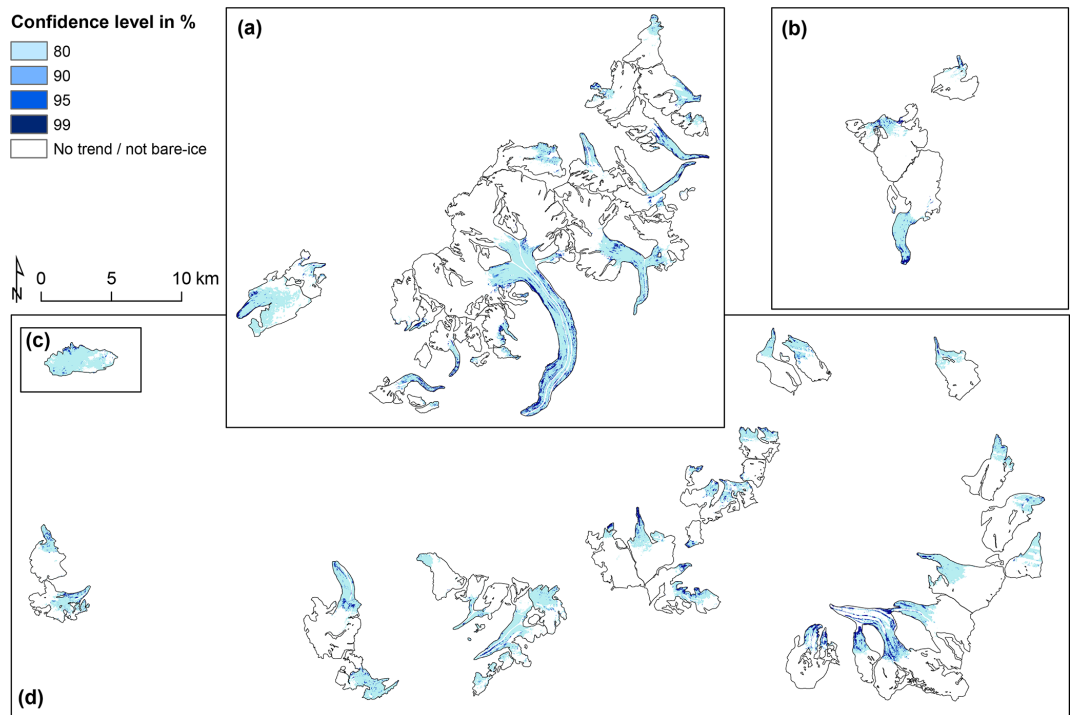 Confidence level in %
80
90
95
99
No trend / not bare-ice
N
0 5 10 km
(a)
(b)
(c)
(d)